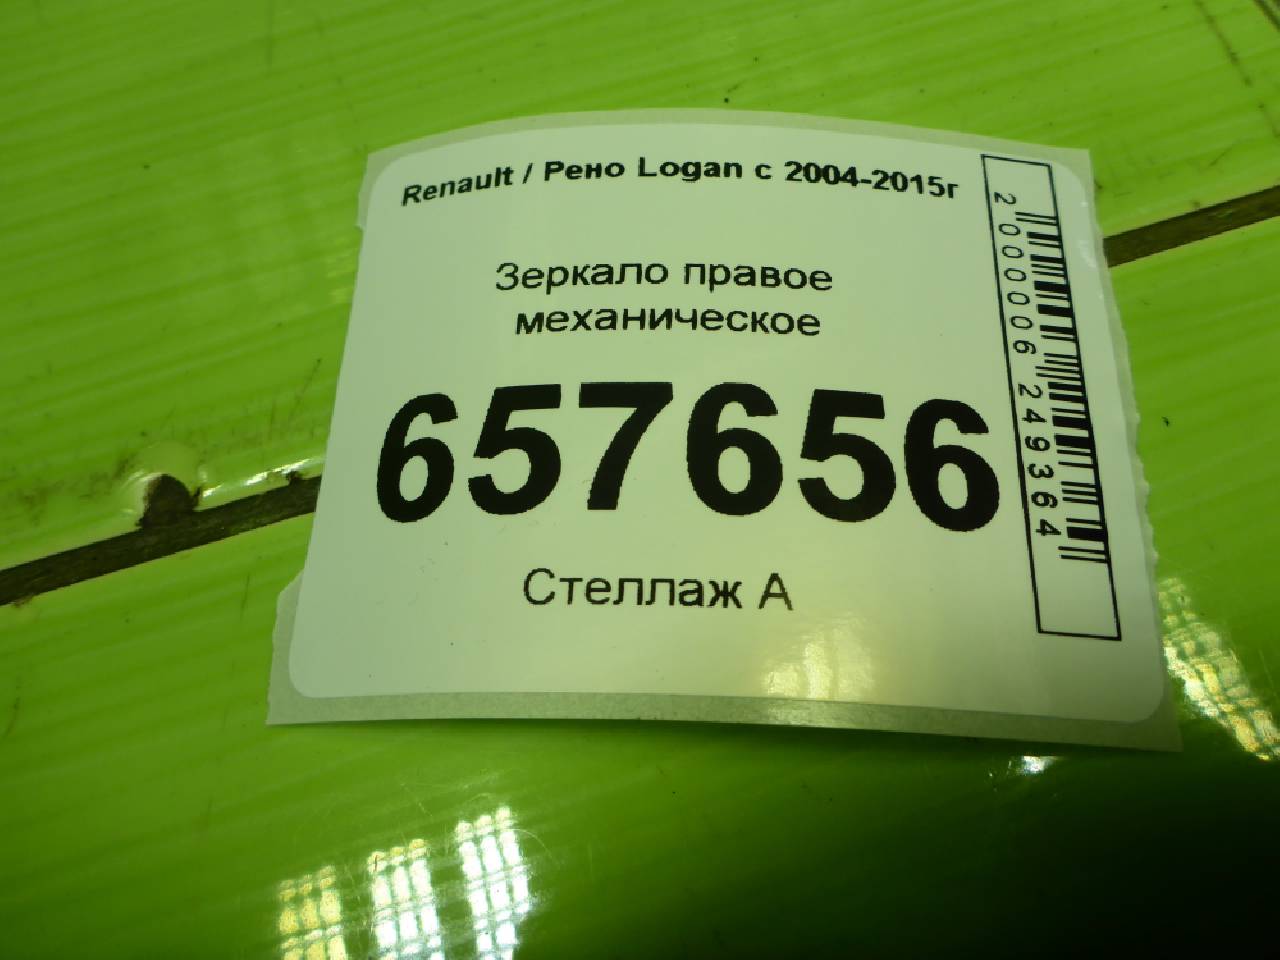 Renault / Рено Logan с 2004-2015г
Зеркало правое
механическое
657656
Стеллаж А
2000006249364